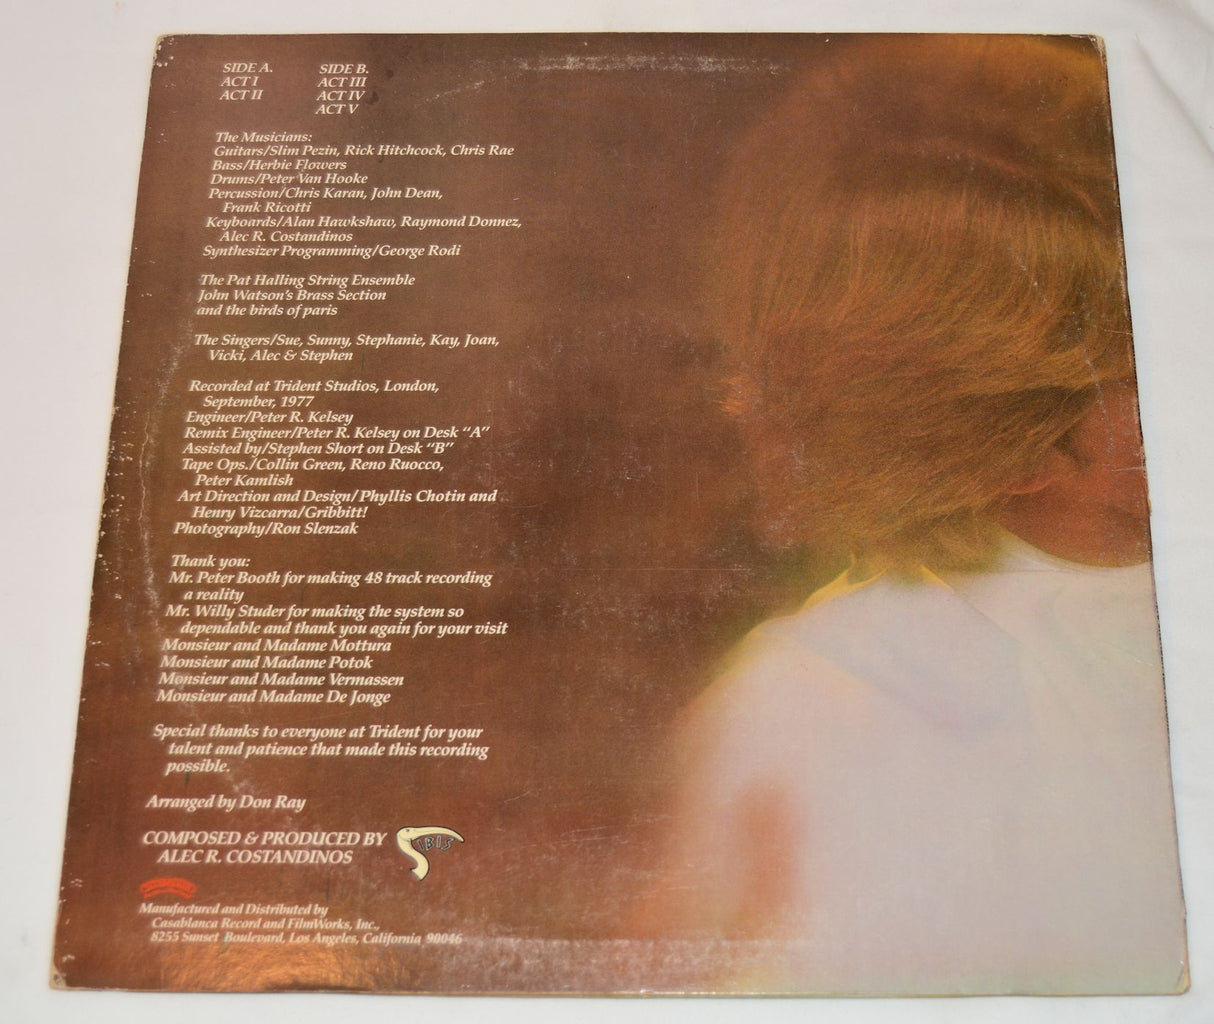 SIDE A.
ACT I
ACT II
SIDE B.
ACT III
ACT IV
ACT V
The Musicians:
Guitars/Slim Pezin, Rick Hitchcock, Chris Rae
Bass/Herbie Flowers
Drums/Peter Van Hooke
Percussion/Chris Karan, John Dean,
Frank Ricotti
Keyboards/Alan Hawkshaw, Raymond Donnez,
Alec R. Costandinos
Synthesizer Programming/George Rodi
The Pat Halling String Ensemble
John Watson's Brass Section
and the birds of paris
The Singers/Sue, Sunny, Stephanie, Kay, Joan,
Vicki, Alec & Stephen
Recorded at Trident Studios, London,
September, 1977
Engineer/Peter R. Kelsey
Remix Engineer/Peter R. Kelsey on Desk “A”
Assisted by/Stephen Short on Desk “B”
Tape Ops./Collin Green, Reno Ruocco,
Peter Kamlish
Art Direction and Design/Phyllis Chotin and
Henry Vizcarra/Gribbitt!
Photography/Ron Slenzak
Thank you:
Mr. Peter Booth for making 48 track recording
a reality
Mr. Willy Studer for making the system so
dependable and thank you again for your visit
Monsieur and Madame Mottura
Monsieur and Madame Potok
Monsieur and Madame Vermassen
Monsieur and Madame De Jonge
Special thanks to everyone at Trident for your
talent and patience that made this recording
possible.
Arranged by Don Ray
COMPOSED & PRODUCED BY
ALEC R. COSTANDINOS
IBIS
Manufactured and Distributed by
Casablanca Record and FilmWorks, Inc.,
8255 Sunset Boulevard, Los Angeles, California 90046